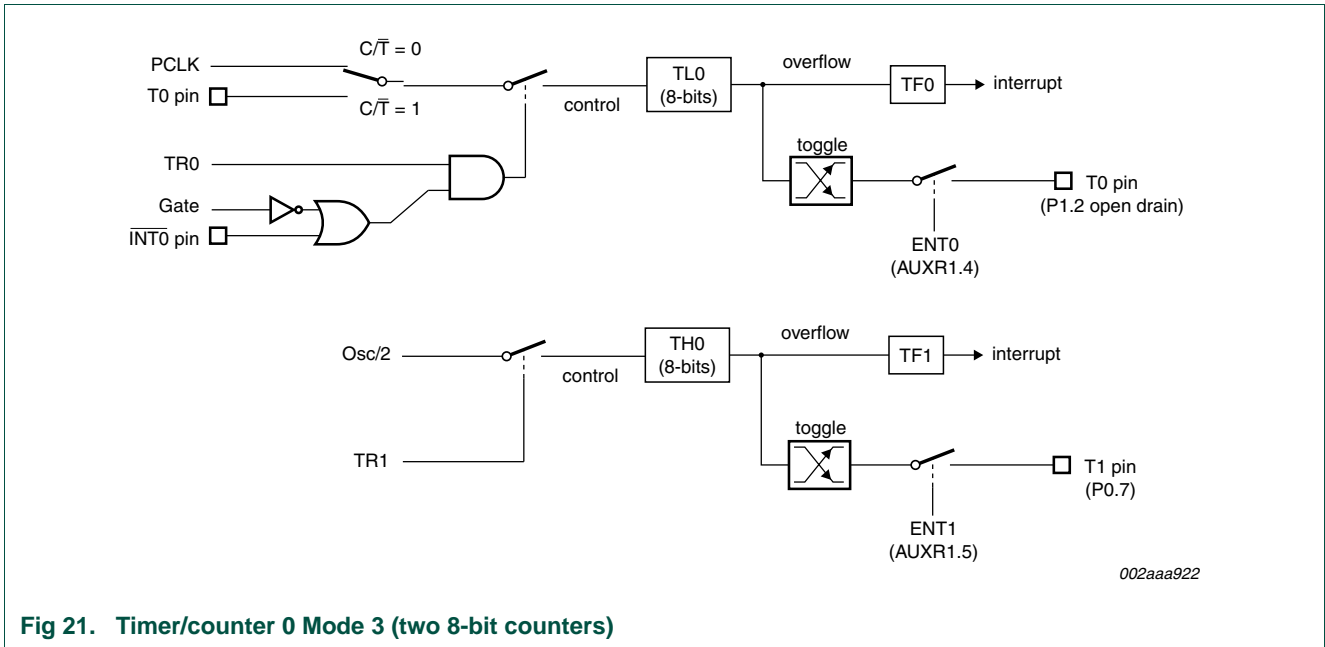 C/T̅ = 0
PCLK
T0 pin
C/T̅ = 1
control
TL0
(8-bits)
overflow
TF0
interrupt
toggle
TR0
Gate
I̅N̅T̅0̅ pin
T0 pin
(P1.2 open drain)
ENT0
(AUXR1.4)
Osc/2
control
TH0
(8-bits)
overflow
TF1
interrupt
toggle
TR1
T1 pin
(P0.7)
ENT1
(AUXR1.5)
002aaa922
Fig 21. Timer/counter 0 Mode 3 (two 8-bit counters)